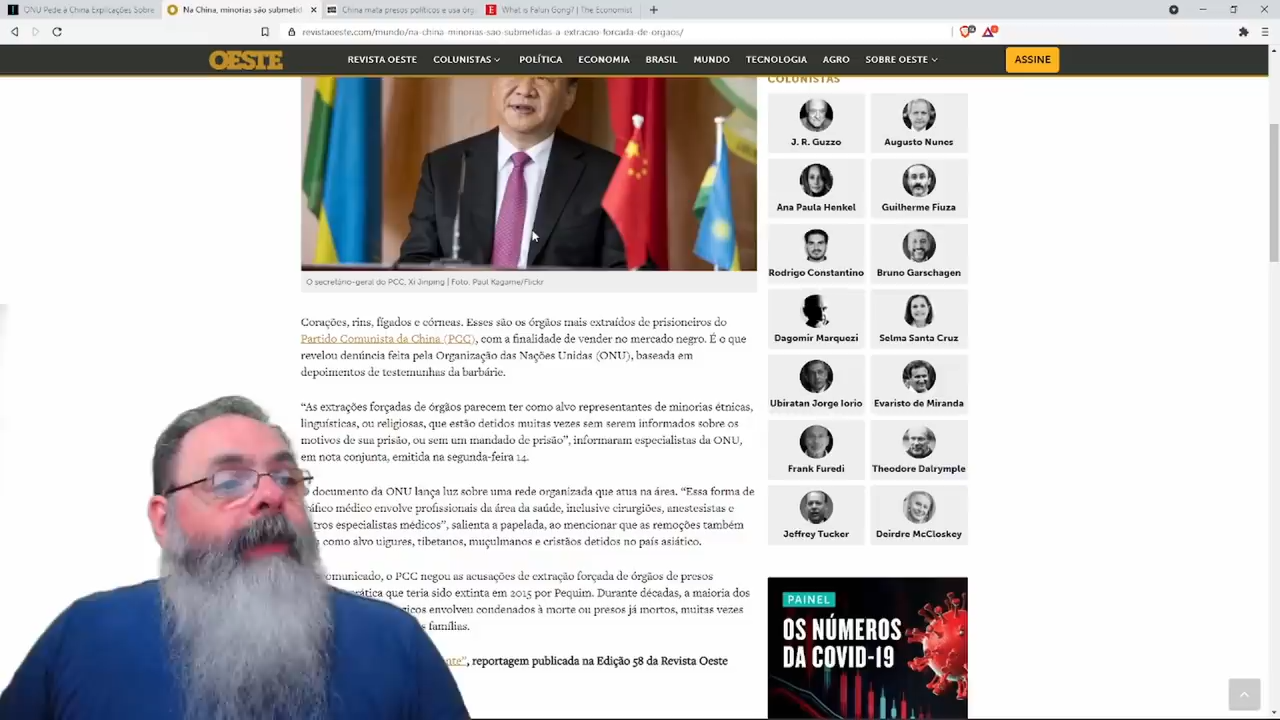 ONU Pede à China Explicações Sobre
Na China, minorias são submetid
China mata presos políticos e usa órg
What is Falun Gong? | The Economist
revistaoeste.com/mundo/na-china-minorias-sao-submetidas-a-extracao-forcada-de-orgaos/
OESTE
REVISTA OESTE
COLUNISTAS
POLÍTICA
ECONOMIA
BRASIL
MUNDO
TECNOLOGIA
AGRO
SOBRE OESTE
ASSINE
O secretário-geral do PCC, Xi Jinping | Foto: Paul Kagame/Flickr
Corações, rins, fígados e córneas. Esses são os órgãos mais extraídos de prisioneiros do
Partido Comunista da China (PCC), com a finalidade de vender no mercado negro. É o que
revelou denúncia feita pela Organização das Nações Unidas (ONU), baseada em
depoimentos de testemunhas da barbárie.
“As extrações forçadas de órgãos parecem ter como alvo representantes de minorias étnicas,
linguísticas, ou religiosas, que estão detidos muitas vezes sem serem informados sobre os
motivos de sua prisão, ou sem um mandado de prisão”, informaram especialistas da ONU,
em nota conjunta, emitida na segunda-feira 14.
documento da ONU lança luz sobre uma rede organizada que atua na área. “Essa forma de
ráfico médico envolve profissionais da área da saúde, inclusive cirurgiões, anestesistas e
utros especialistas médicos”, salienta a papelada, ao mencionar que as remoções também
como alvo uigures, tibetanos, muçulmanos e cristãos detidos no país asiático.
omunicado, o PCC negou as acusações de extração forçada de órgãos de presos
rática que teria sido extinta em 2015 por Pequim. Durante décadas, a maioria dos
gicos envolveu condenados à morte ou presos já mortos, muitas vezes
s famílias.
nte”, reportagem publicada na Edição 58 da Revista Oeste
COLUNISTAS
J. R. Guzzo
Augusto Nunes
Ana Paula Henkel
Guilherme Fiuza
Rodrigo Constantino
Bruno Garschagen
Dagomir Marquezi
Selma Santa Cruz
Ubiratan Jorge Iorio
Evaristo de Miranda
Frank Furedi
Theodore Dalrymple
Jeffrey Tucker
Deirdre McCloskey
PAINEL
OS NÚMEROS
DA COVID-19